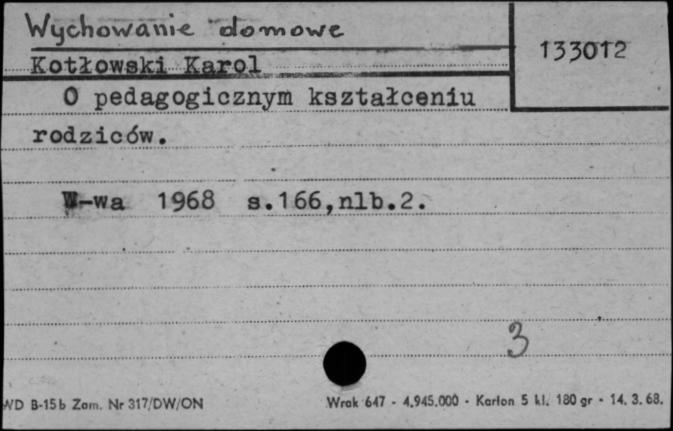 Wychowanie domowe
133012
Kotłowski Karol
O pedagogicznym kształceniu
rodziców.
W-wa 1968 s.166,nlb.2.
3
WD B-15b Zam. Nr 317/DW/ON
Wrak 647 - 4.945.000 - Karton 5 kl. 180 gr - 14. 3. 68.